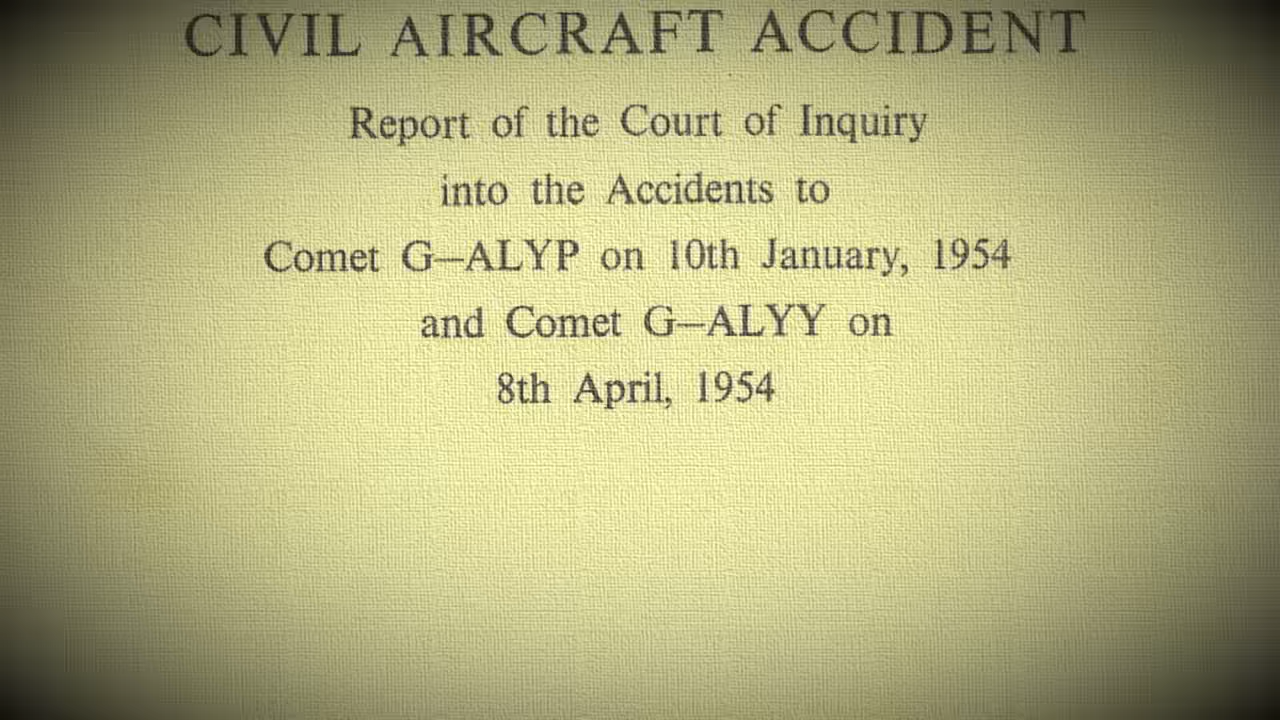 CIVIL AIRCRAFT ACCIDENT
Report of the Court of Inquiry
into the Accidents to
Comet G—ALYP on 10th January, 1954
and Comet G—ALYY on
8th April, 1954